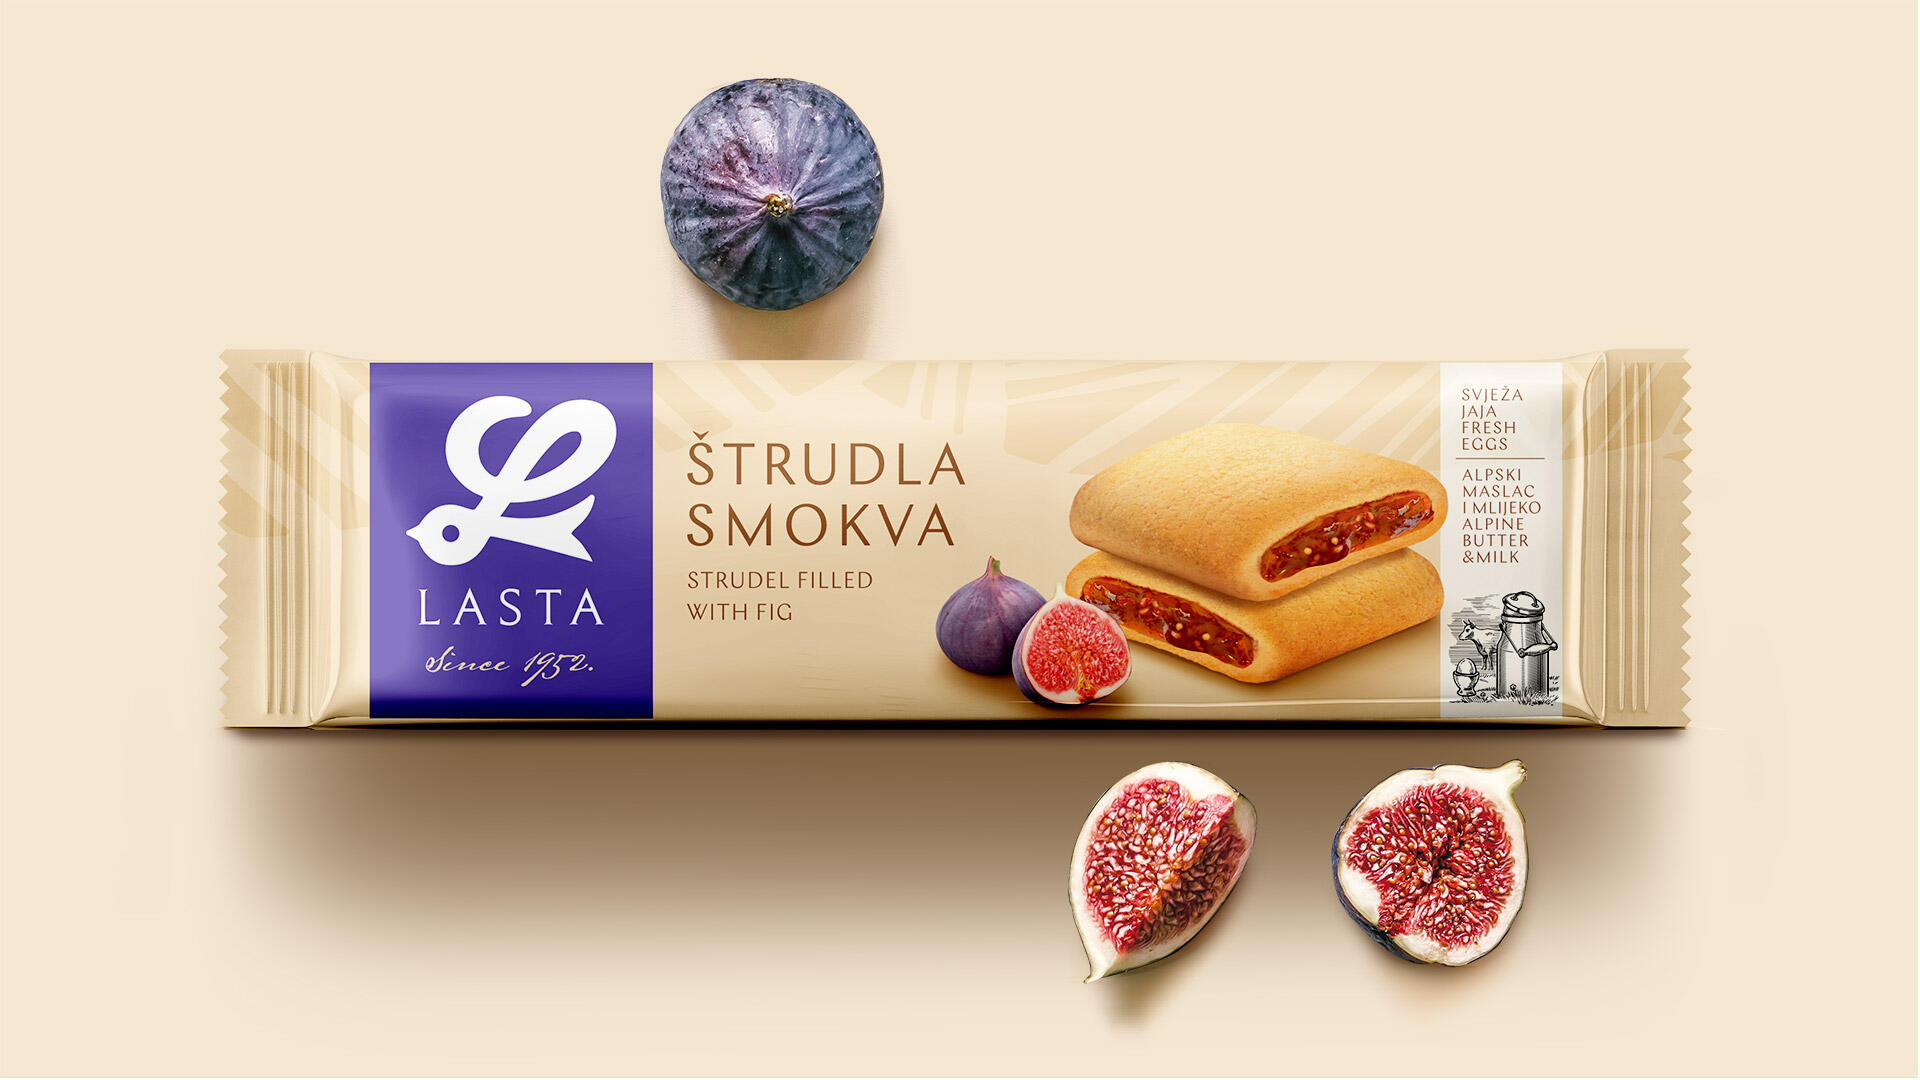 LASTA
Since 1952.
ŠTRUDLA
SMOKVA
STRUDEL FILLED
WITH FIG
SVJEŽA
JAJA
FRESH
EGGS
ALPSKI
MASLAC
I MLIJEKO
ALPINE
BUTTER
&MILK